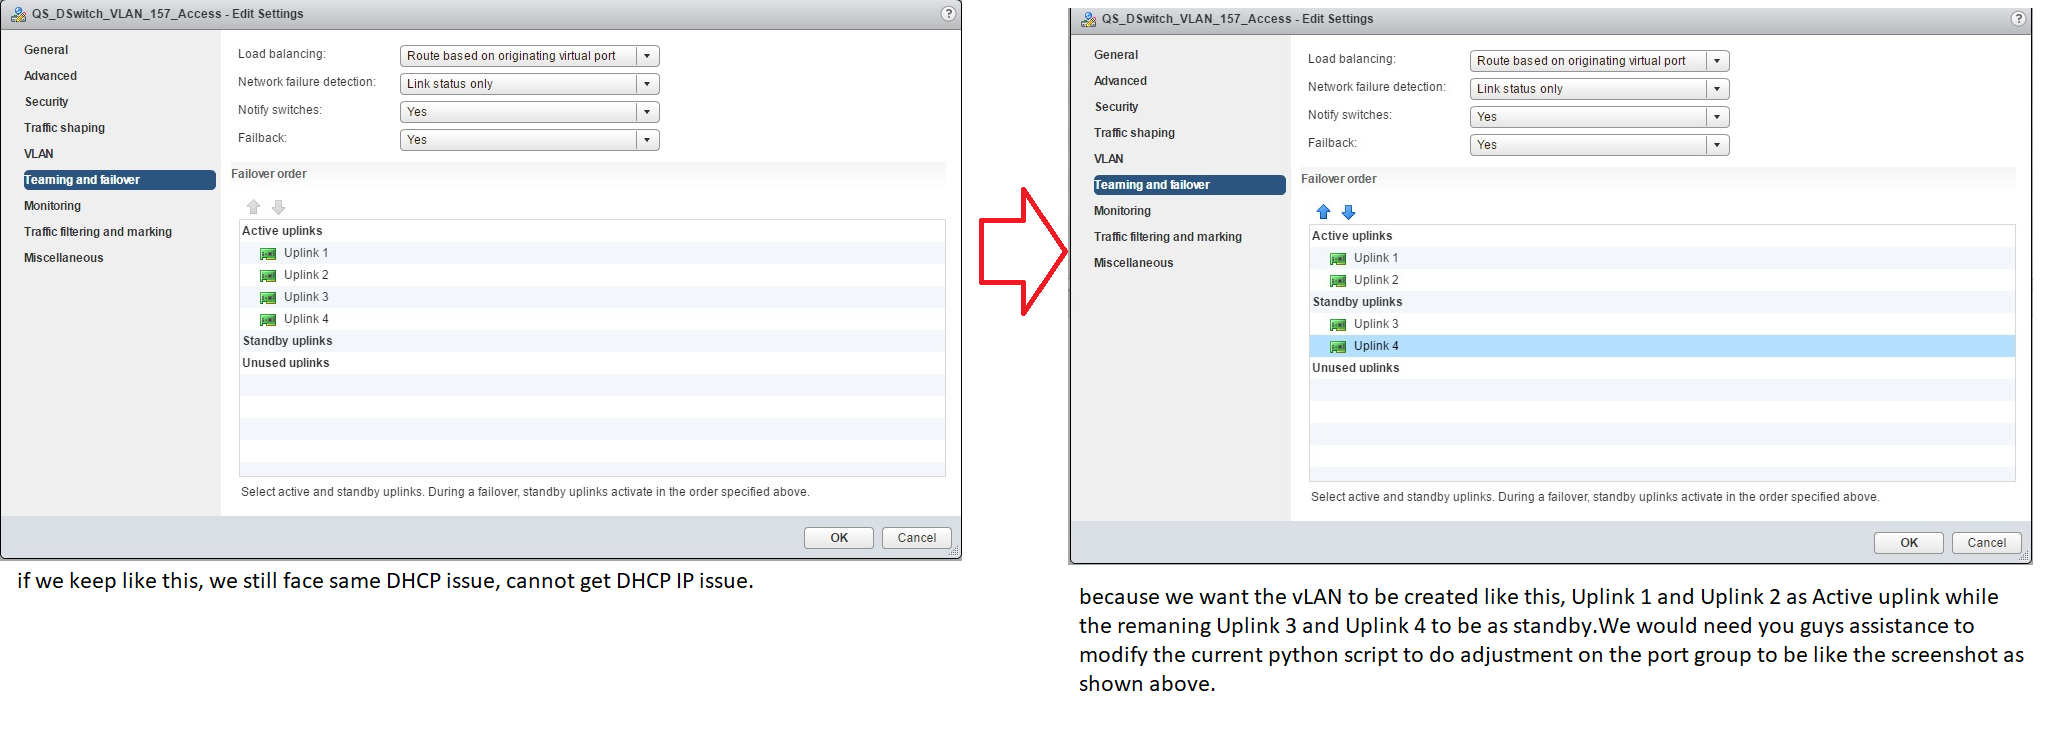 QS_DSwitch_VLAN_157_Access - Edit Settings
?
General
Advanced
Security
Traffic shaping
VLAN
Teaming and failover
Monitoring
Traffic filtering and marking
Miscellaneous
Load balancing: Route based on originating virtual port
Network failure detection: Link status only
Notify switches: Yes
Failback: Yes
Failover order
Active uplinks
Uplink 1
Uplink 2
Uplink 3
Uplink 4
Standby uplinks
Unused uplinks
Select active and standby uplinks. During a failover, standby uplinks activate in the order specified above.
OK Cancel
if we keep like this, we still face same DHCP issue, cannot get DHCP IP issue.
QS_DSwitch_VLAN_157_Access - Edit Settings
?
General
Advanced
Security
Traffic shaping
VLAN
Teaming and failover
Monitoring
Traffic filtering and marking
Miscellaneous
Load balancing: Route based on originating virtual port
Network failure detection: Link status only
Notify switches: Yes
Failback: Yes
Failover order
Active uplinks
Uplink 1
Uplink 2
Standby uplinks
Uplink 3
Uplink 4
Unused uplinks
Select active and standby uplinks. During a failover, standby uplinks activate in the order specified above.
OK Cancel
because we want the vLAN to be created like this, Uplink 1 and Uplink 2 as Active uplink while
the remaning Uplink 3 and Uplink 4 to be as standby.We would need you guys assistance to
modify the current python script to do adjustment on the port group to be like the screenshot as
shown above.